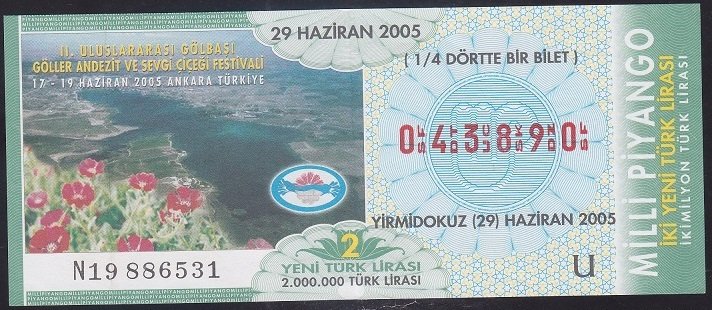 II. ULUSLARARASI GÖLBAŞI
GÖLLER ANDEZİT VE SEVGİ ÇİÇEĞİ FESTİVALİ
17 - 19 HAZİRAN 2005 ANKARA TÜRKİYE
29 HAZİRAN 2005
( 1/4 DÖRTTE BİR BİLET )
043890
YİRMİDOKUZ (29) HAZİRAN 2005
N19 886531
2
YENİ TÜRK LİRASI
2.000.000 TÜRK LİRASI
U
MİLLİ PİYANGO
İKİ YENİ TÜRK LİRASI
İKİMİLYON TÜRK LİRASI